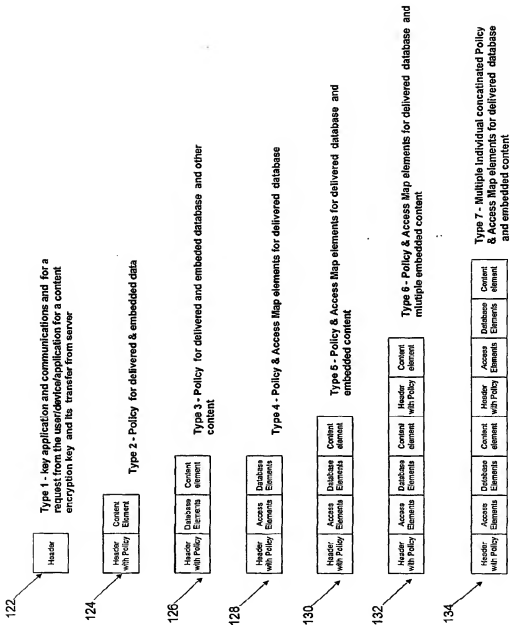 122
Header
Type 1 - key application and communications and for a
request from the user/device/application for a content
encryption key and its transfer from server
124
Header
with Policy
Content
Element
Type 2 - Policy for delivered & embedded data
126
Header
with Policy
Database
Elements
Content
element
Type 3 - Policy for delivered and embeded database and other
content
128
Header
with Policy
Access
Elements
Database
Elements
Type 4 - Policy & Access Map elements for delivered database
130
Header
with Policy
Access
Elements
Database
Elements
Content
element
Type 5 - Policy & Access Map elements for delivered database and
embedded content
132
Header
with Policy
Access
Elements
Database
Elements
Content
element
Header
with Policy
Content
element
Type 6 - Policy & Access Map elements for delivered database and
mlutiple embedded content
134
Header
with Policy
Access
Elements
Database
Elements
Content
element
Header
with Policy
Access
Elements
Database
Elements
Content
element
Type 7 - Multiple Individual concatinated Policy
& Access Map elements for delivered database
and embedded content